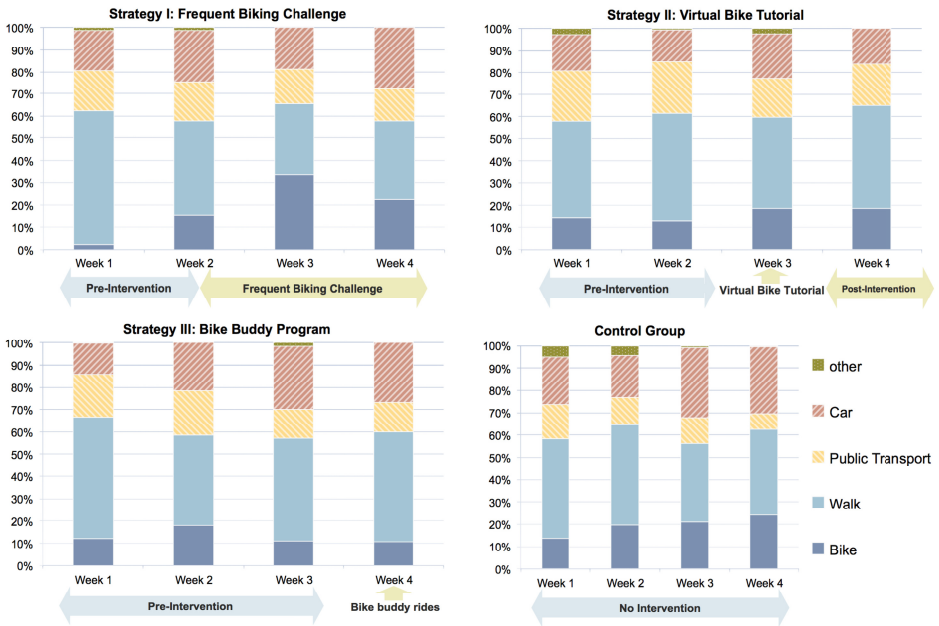 Strategy I: Frequent Biking Challenge
100%
90%
80%
70%
60%
50%
40%
30%
20%
10%
0%
Week 1 Week 2 Week 3 Week 4
Pre-Intervention Frequent Biking Challenge
Strategy II: Virtual Bike Tutorial
100%
90%
80%
70%
60%
50%
40%
30%
20%
10%
0%
Week 1 Week 2 Week 3 Week 4
Pre-Intervention Virtual Bike Tutorial Post-Intervention
Strategy III: Bike Buddy Program
100%
90%
80%
70%
60%
50%
40%
30%
20%
10%
0%
Week 1 Week 2 Week 3 Week 4
Pre-Intervention Bike buddy rides
Control Group
100%
90%
80%
70%
60%
50%
40%
30%
20%
10%
0%
Week 1 Week 2 Week 3 Week 4
No Intervention
other
Car
Public Transport
Walk
Bike